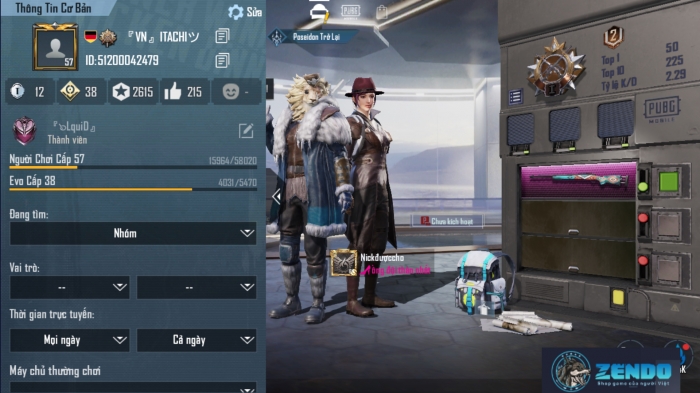 Thông Tin Cơ Bản
Sửa
57
『VN』 ITACHIツ
ID:51200042479
12
38
2615
215
-
Thành viên
Người Chơi Cấp 57
15964/58020
Evo Cấp 38
4031/5470
Đang tìm:
Nhóm
Vai trò:
--
--
Thời gian trực tuyến:
Mọi ngày
Cả ngày
Máy chủ thường chơi
PUBG
Poseidon Trở Lại
Chưa kích hoạt
Nickđượccho
2
Top 1
50
Top 10
225
Tỷ lệ K/D
2.29
PUBG
MOBILE
ZENDO
Shop game của người Việt